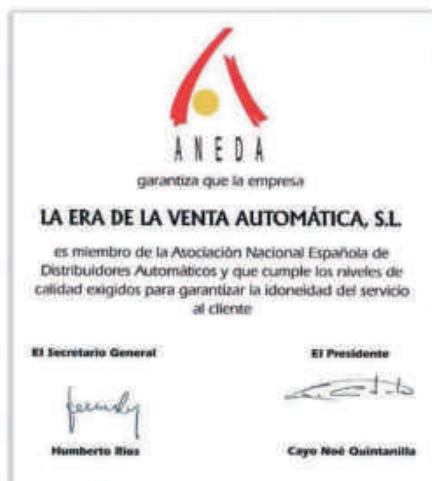 ANEDA
garantiza que la empresa
LA ERA DE LA VENTA AUTOMÁTICA, S.L.
es miembro de la Asociación Nacional Española de
Distribuidores Automáticos y que cumple los niveles de
calidad exigidos para garantizar la idoneidad del servicio
al cliente
El Secretario General
El Presidente
Humberto Ríos
Cayo Noé Quintanilla